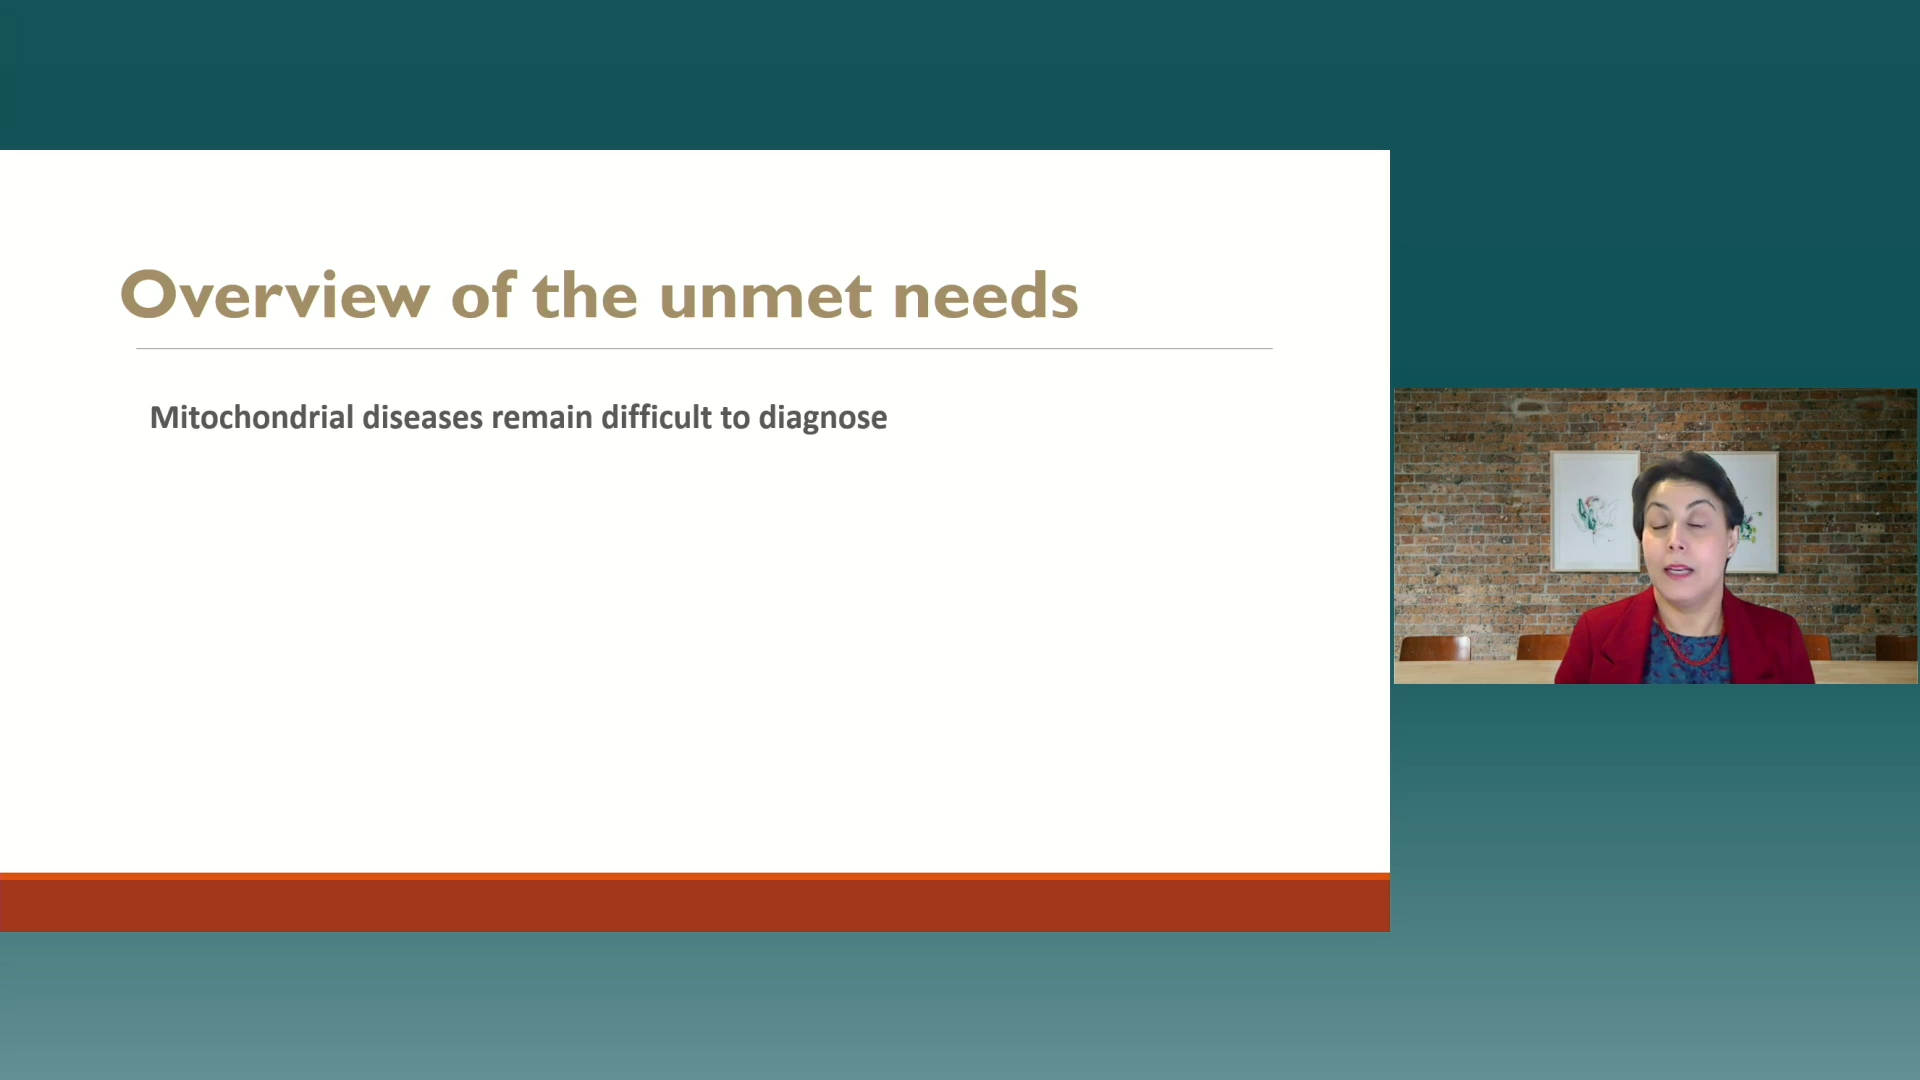 Overview of the unmet needs
Mitochondrial diseases remain difficult to diagnose